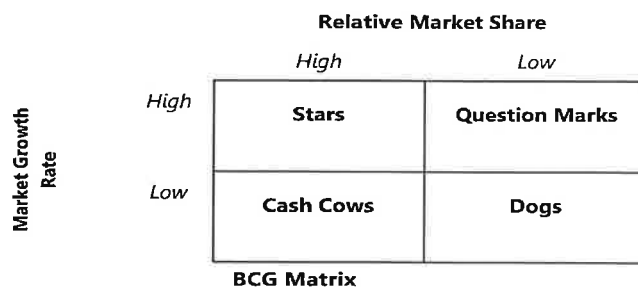 Relative Market Share
High Low
High Stars Question Marks
Market Growth
Rate
Low Cash Cows Dogs
BCG Matrix